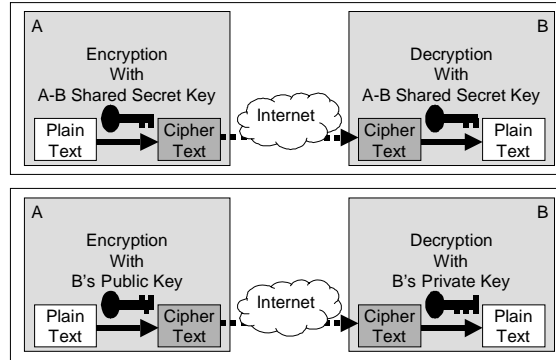 A
Encryption
With
A-B Shared Secret Key
Plain
Text
Cipher
Text
Internet
B
Decryption
With
A-B Shared Secret Key
Cipher
Text
Plain
Text
A
Encryption
With
B's Public Key
Plain
Text
Cipher
Text
Internet
B
Decryption
With
B's Private Key
Cipher
Text
Plain
Text